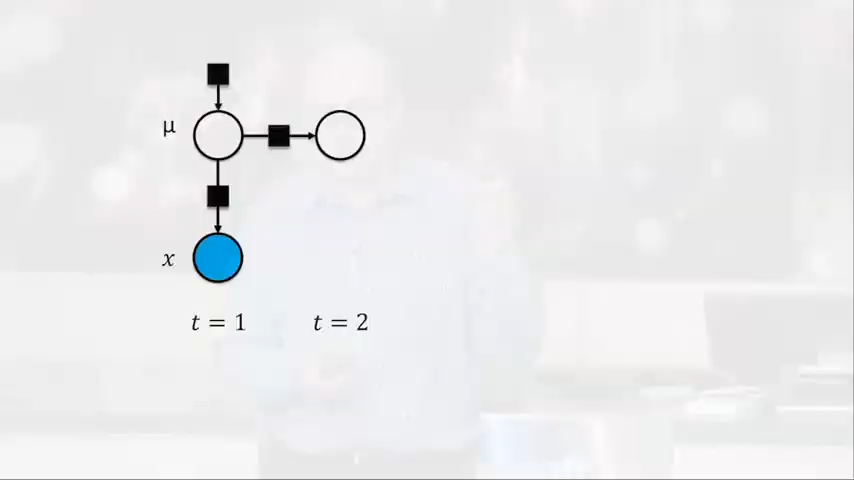 μ
x
t = 1
t = 2